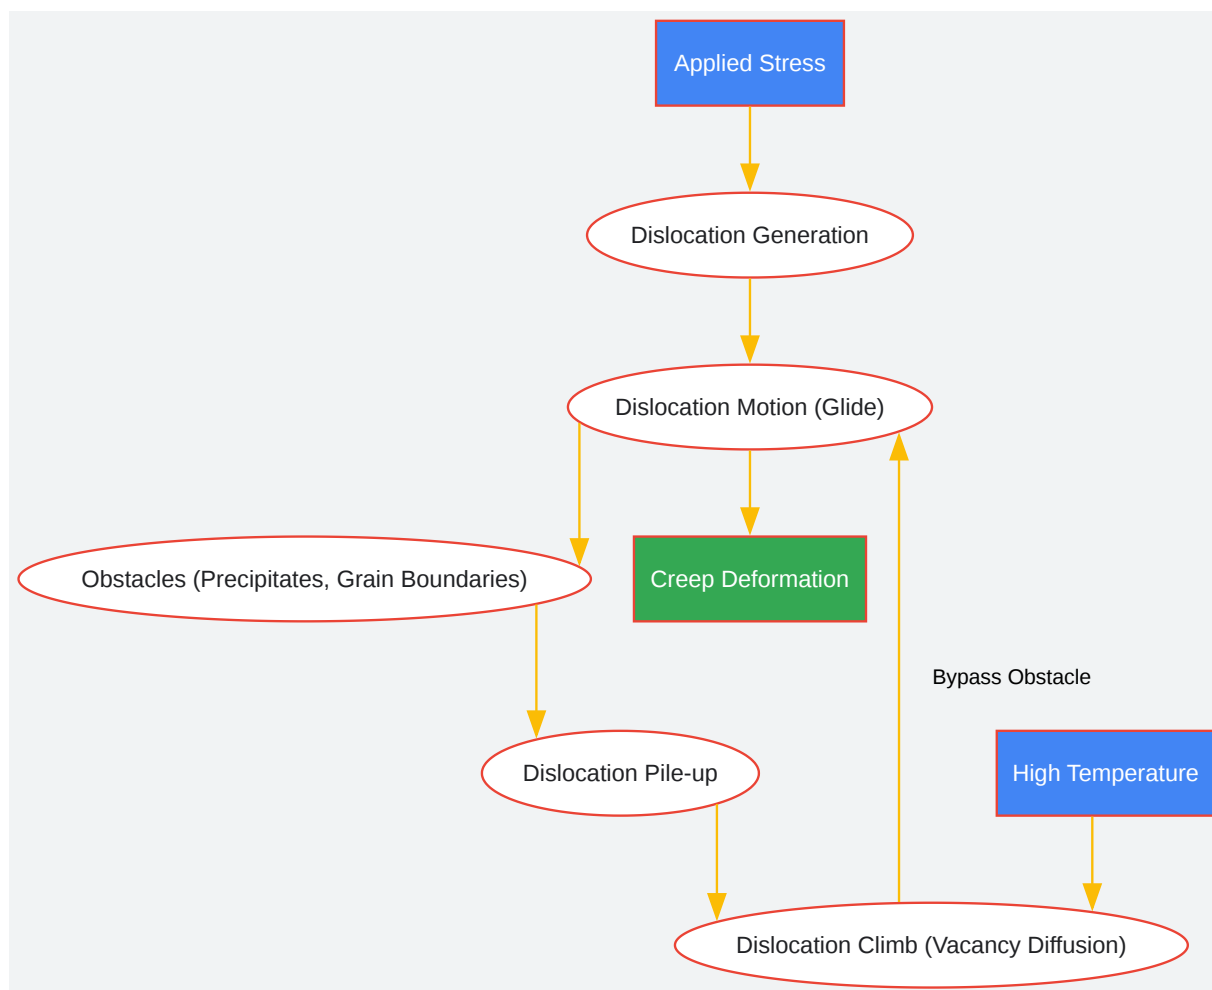 Applied Stress
Dislocation Generation
Dislocation Motion (Glide)
Obstacles (Precipitates, Grain Boundaries)
Creep Deformation
Bypass Obstacle
Dislocation Pile-up
High Temperature
Dislocation Climb (Vacancy Diffusion)